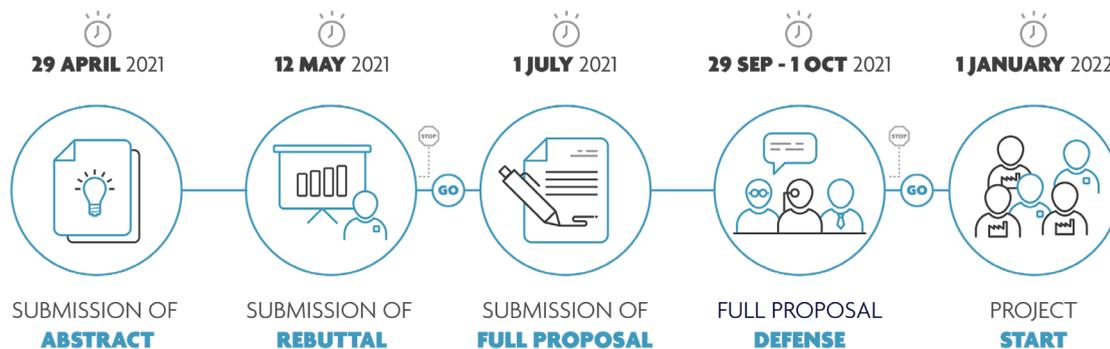 29 APRIL 2021
12 MAY 2021
1 JULY 2021
29 SEP - 1 OCT 2021
1 JANUARY 2022
STOP
STOP
GO
GO
SUBMISSION OF
ABSTRACT
SUBMISSION OF
REBUTTAL
SUBMISSION OF
FULL PROPOSAL
FULL PROPOSAL
DEFENSE
PROJECT
START